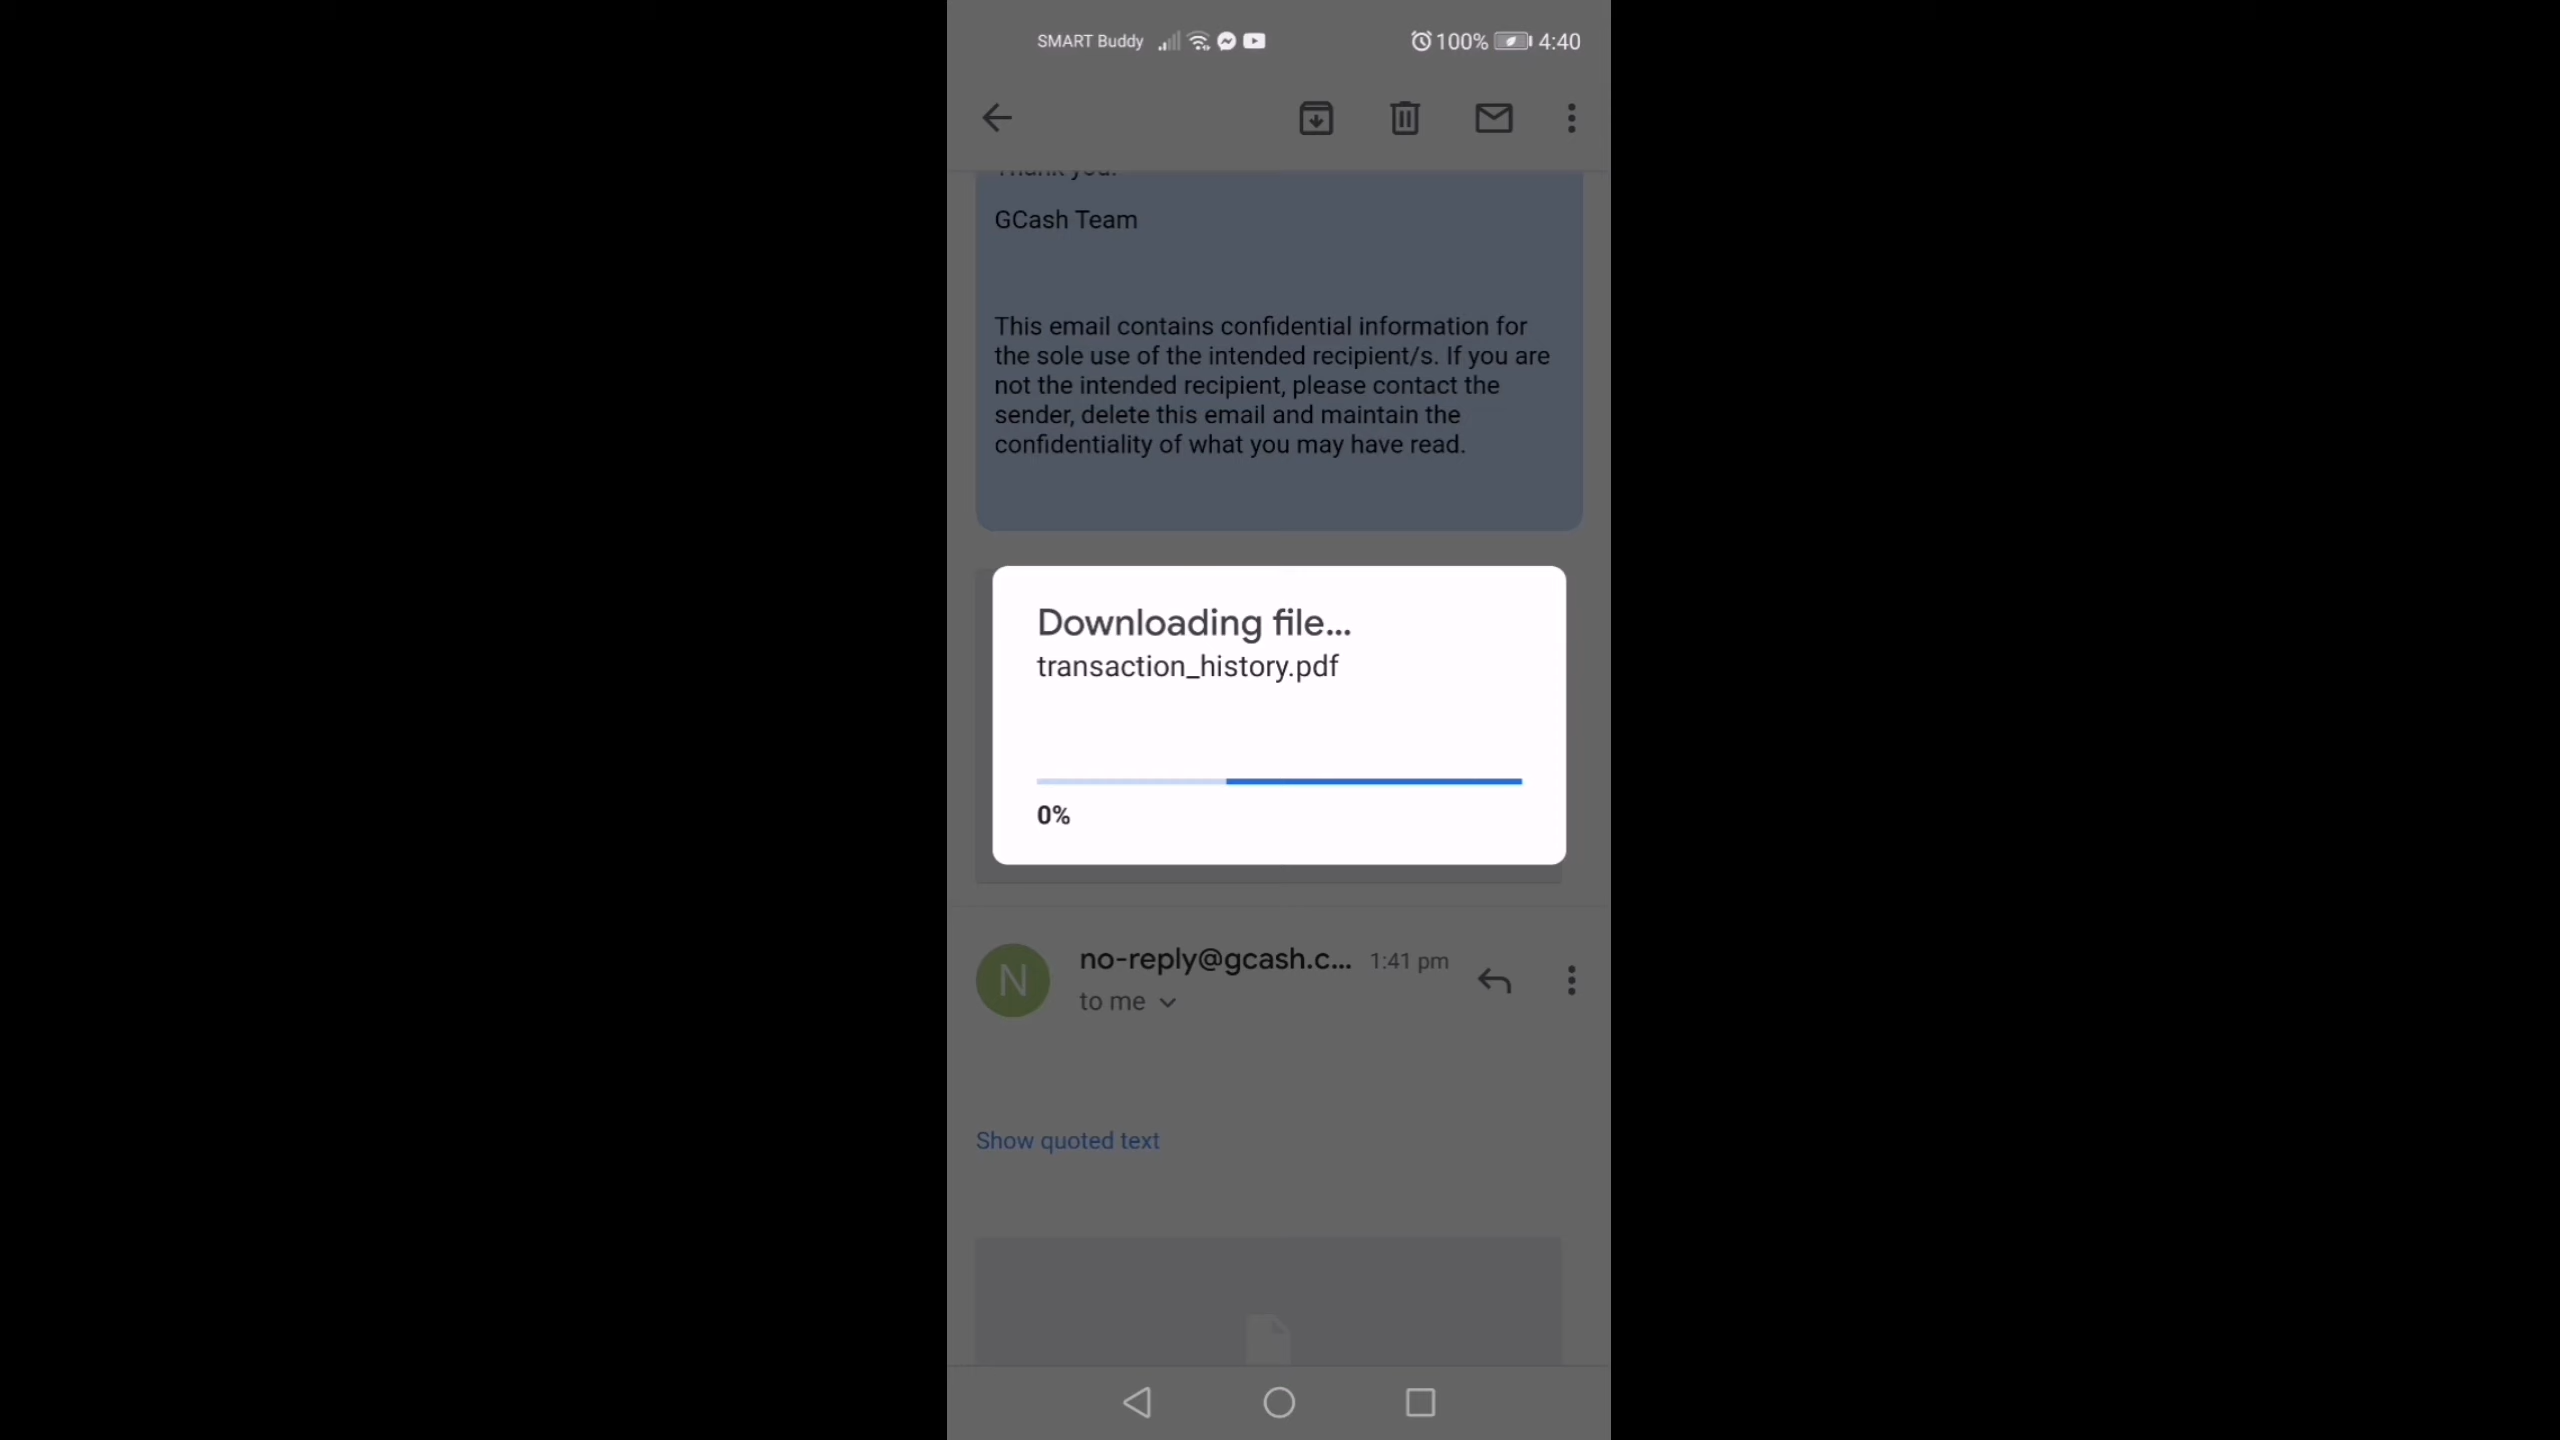 SMART Buddy
100% 4:40
Thank you.
GCash Team
This email contains confidential information for
the sole use of the intended recipient/s. If you are
not the intended recipient, please contact the
sender, delete this email and maintain the
confidentiality of what you may have read.
Downloading file...
transaction_history.pdf
0%
N
no-reply@gcash.c... 1:41 pm
to me
Show quoted text